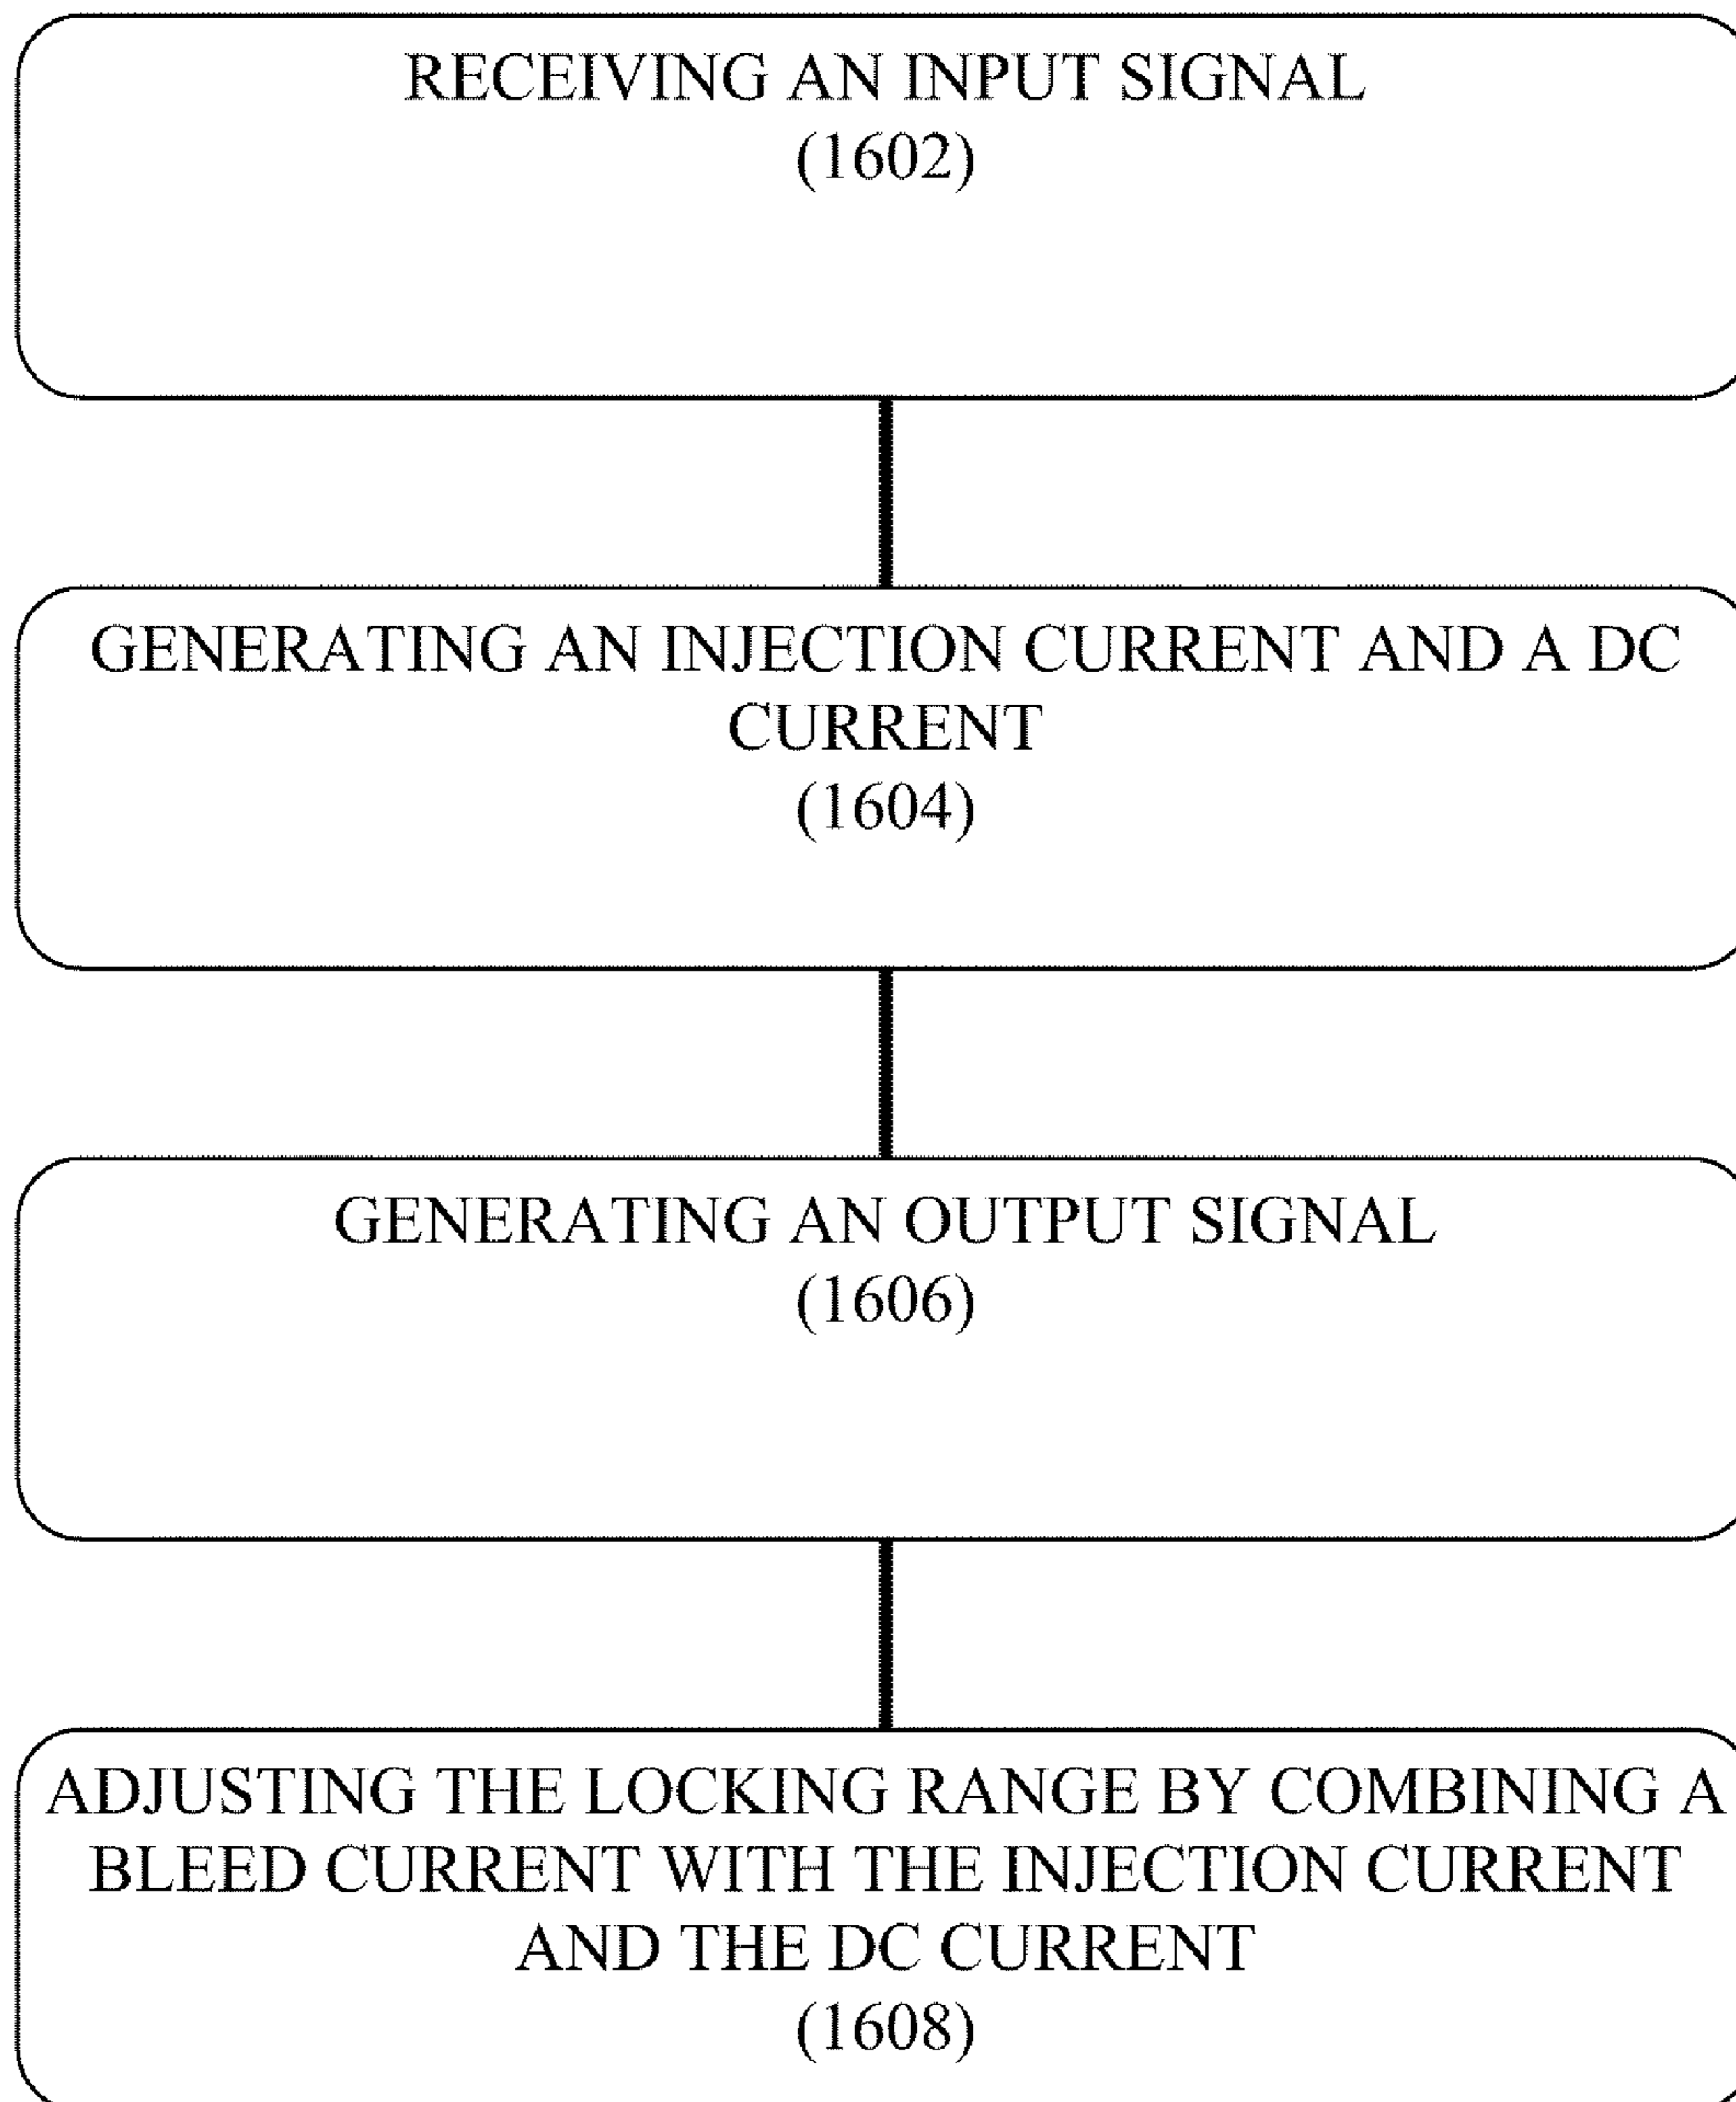 RECEIVING AN INPUT SIGNAL
(1602)
GENERATING AN INJECTION CURRENT AND A DC
CURRENT
(1604)
GENERATING AN OUTPUT SIGNAL
(1606)
ADJUSTING THE LOCKING RANGE BY COMBINING A
BLEED CURRENT WITH THE INJECTION CURRENT
AND THE DC CURRENT
(1608)